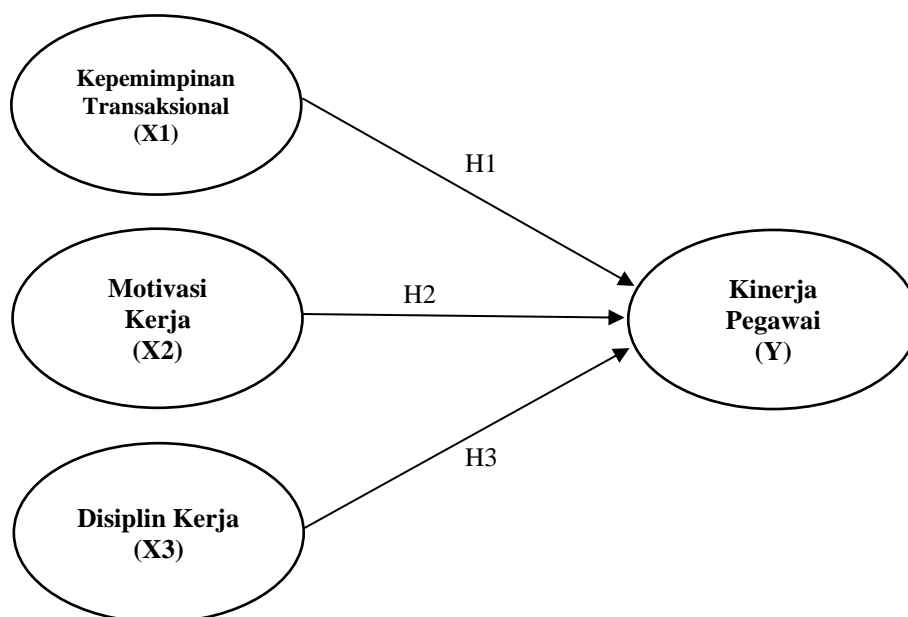 Kepemimpinan
Transaksional
(X1)
H1
Motivasi
Kerja
(X2)
H2
Kinerja
Pegawai
(Y)
H3
Disiplin Kerja
(X3)